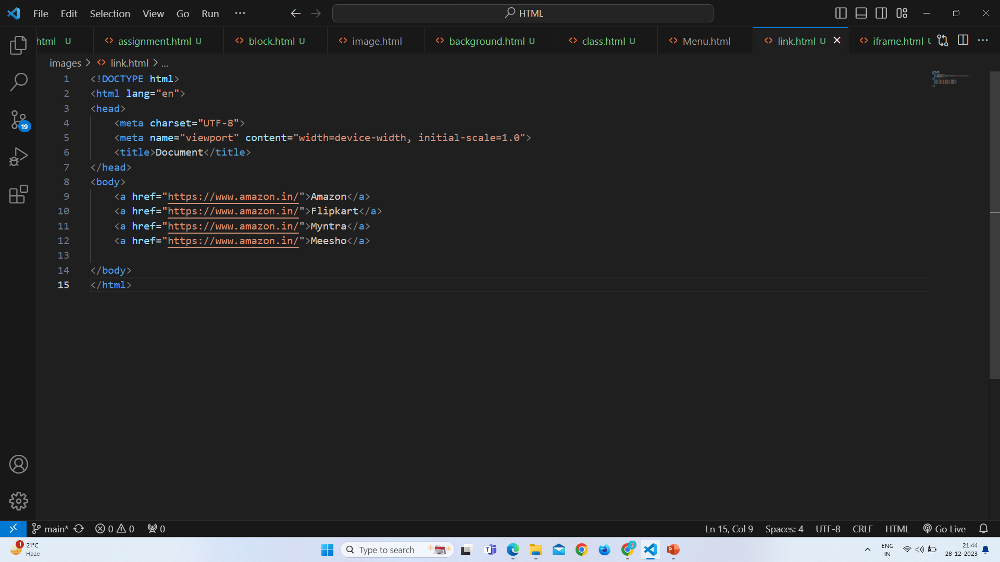 File Edit Selection View Go Run ···
HTML
html U
assignment.html U
block.html U
image.html
background.html U
class.html U
Menu.html
link.html U
iframe.html
images > link.html > ...
1 <!DOCTYPE html>
2 <html lang="en">
3 <head>
4     <meta charset="UTF-8">
5     <meta name="viewport" content="width=device-width, initial-scale=1.0">
6     <title>Document</title>
7 </head>
8 <body>
9     <a href="https://www.amazon.in/">Amazon</a>
10     <a href="https://www.amazon.in/">Flipkart</a>
11     <a href="https://www.amazon.in/">Myntra</a>
12     <a href="https://www.amazon.in/">Meesho</a>
13
14 </body>
15 </html>
19
main* 0 0 0
Ln 15, Col 9 Spaces: 4 UTF-8 CRLF HTML Go Live
1
21°C
Haze
Type to search
ENG
IN
21:44
28-12-2023